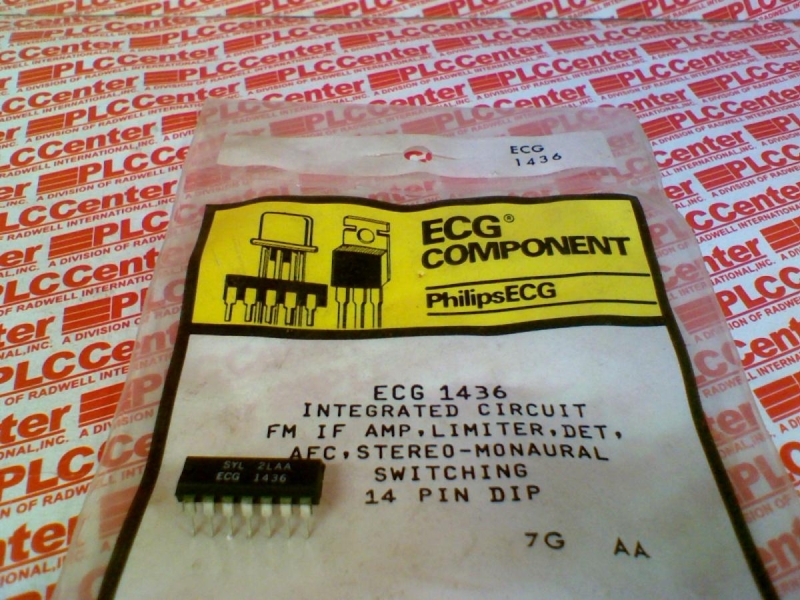 PLCCenter
A DIVISION OF RADWELL INTERNATIONAL, INC.
ECG
1436
ECG®
COMPONENT
PhilipsECG
ECG 1436
INTEGRATED CIRCUIT
FM IF AMP, LIMITER, DET,
AFC, STEREO-MONAURAL
SWITCHING
14 PIN DIP
7G AA
SYL 2LAA
ECG 1436